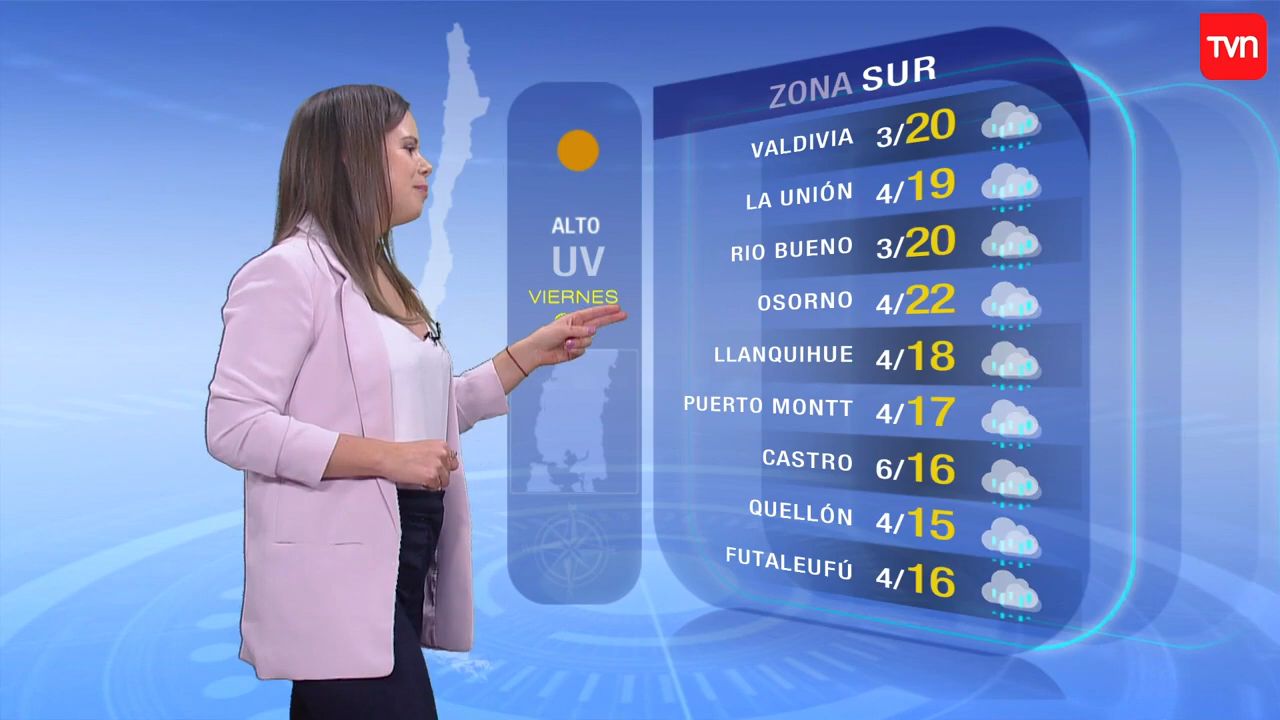 TVN
ZONA SUR
VALDIVIA 3/20
LA UNIÓN 4/19
RIO BUENO 3/20
OSORNO 4/22
LLANQUIHUE 4/18
PUERTO MONTT 4/17
CASTRO 6/16
QUELLÓN 4/15
FUTALEUFÚ 4/16
ALTO
UV
VIERNES